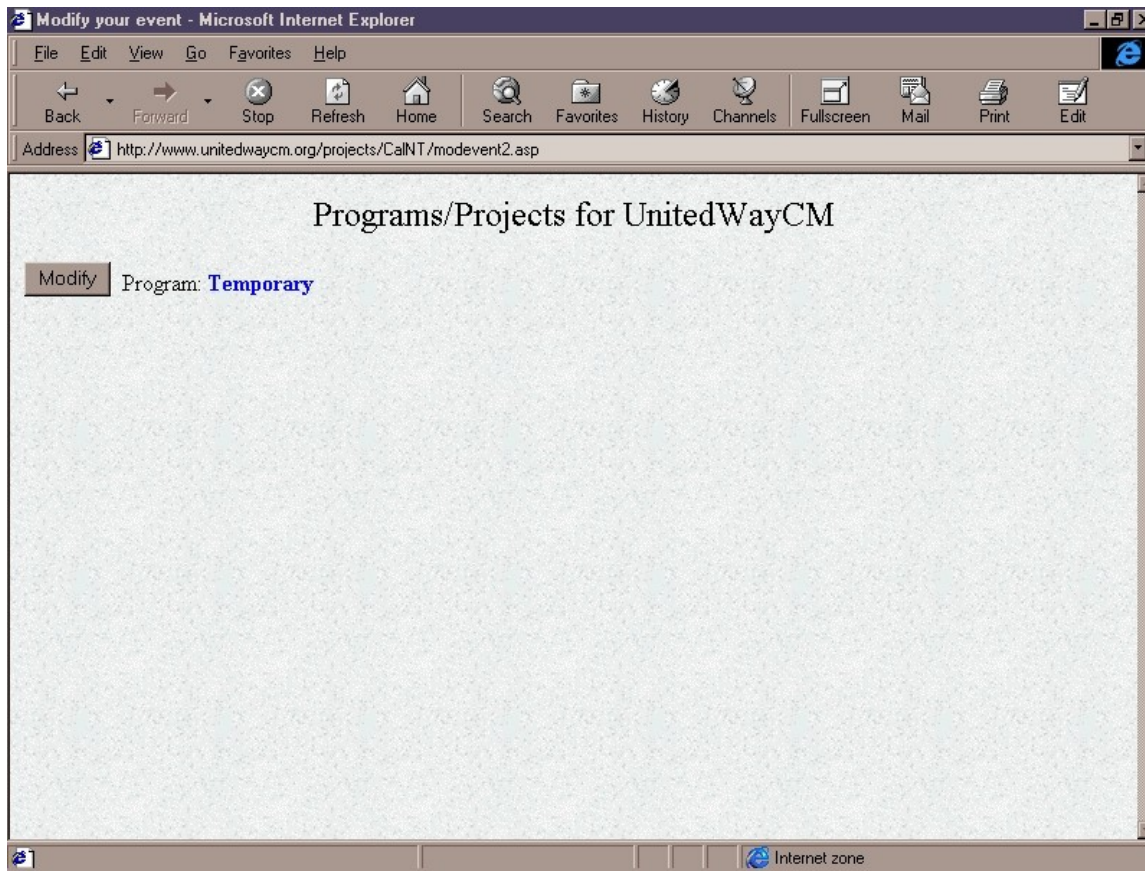 Modify your event - Microsoft Internet Explorer
File Edit View Go Favorites Help
Back Forward Stop Refresh Home Search Favorites History Channels Fullscreen Mail Print Edit
Address http://www.unitedwaycm.org/projects/CalNT/modevent2.asp
Programs/Projects for UnitedWayCM
Modify Program: Temporary
Internet zone